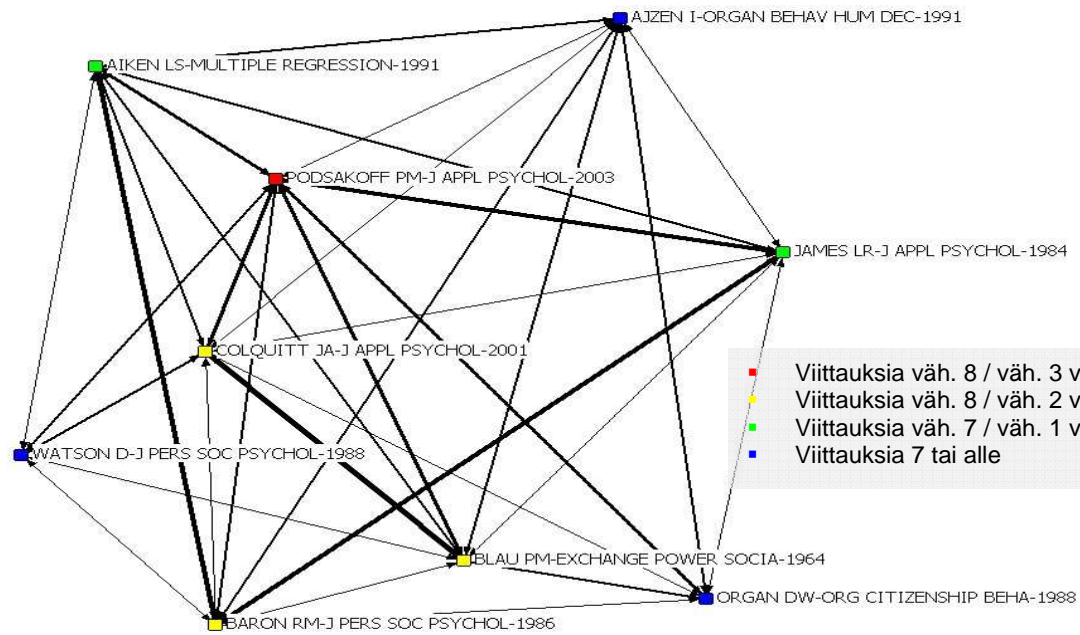 AJZEN I-ORGAN BEHAV HUM DEC-1991
AIKEN LS-MULTIPLE REGRESSION-1991
PODSAKOFF PM-J APPL PSYCHOL-2003
JAMES LR-J APPL PSYCHOL-1984
COLQUITT JA-J APPL PSYCHOL-2001
Viittauksia väh. 8 / väh. 3 v
Viittauksia väh. 8 / väh. 2 v
Viittauksia väh. 7 / väh. 1 v
Viittauksia 7 tai alle
WATSON D-J PERS SOC PSYCHOL-1988
BLAU PM-EXCHANGE POWER SOCIA-1964
ORGAN DW-ORG CITIZENSHIP BEHA-1988
BARON RM-J PERS SOC PSYCHOL-1986